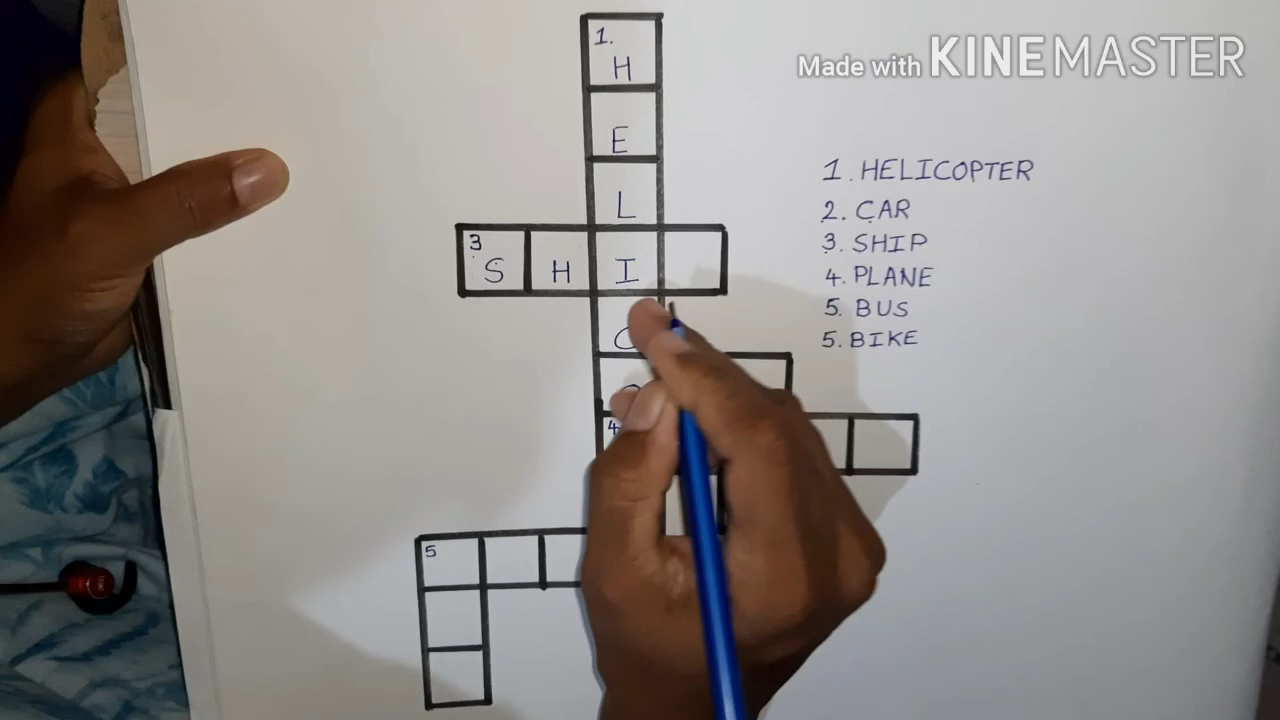 Made with KINEMASTER
1.
H
E
L
3
S H I
C
4
5
1. HELICOPTER
2. CAR
3. SHIP
4. PLANE
5. BUS
5. BIKE